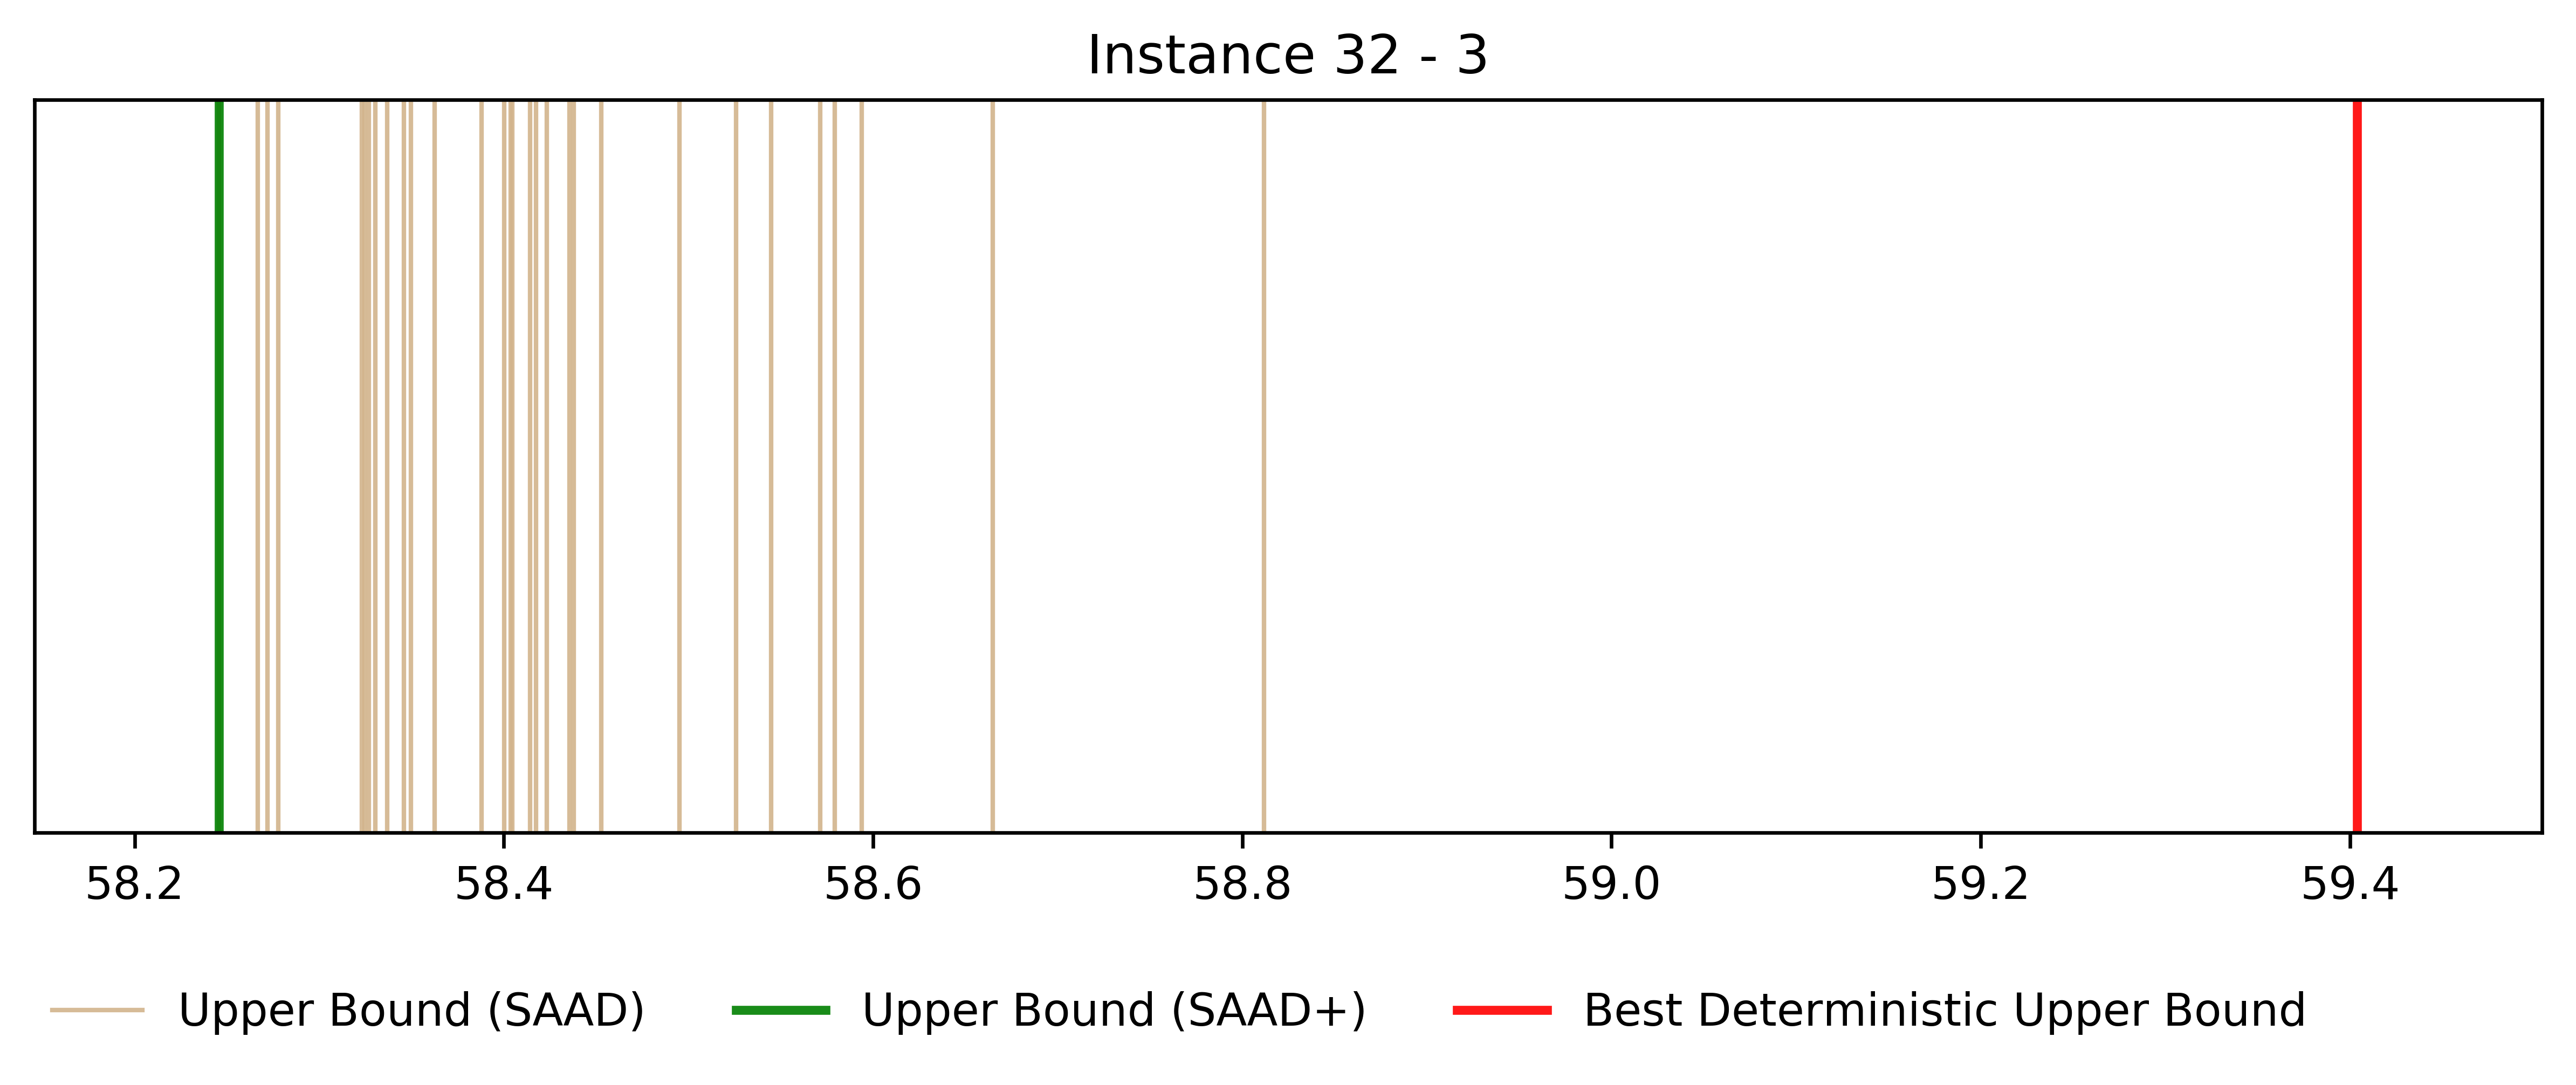 Instance 32 - 3
58.2 58.4 58.6 58.8 59.0 59.2 59.4
Upper Bound (SAAD) Upper Bound (SAAD+) Best Deterministic Upper Bound